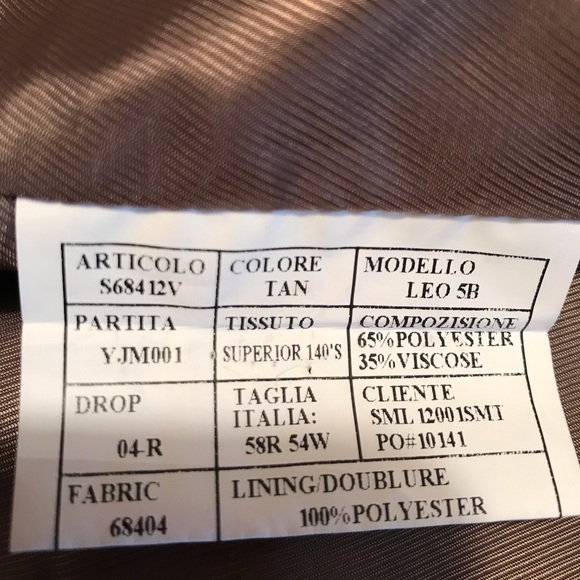 ARTICOLO
S68412V
COLORE
TAN
MODELLO
LEO 5B
PARTITA
YJM001
TISSUTO
SUPERIOR 140'S
COMPOZISIONE
65%POLYESTER
35%VISCOSE
DROP
04-R
TAGLIA
ITALIA:
58R 54W
CLIENTE
SML 12001SMT
PO#10141
FABRIC
68404
LINING/DOUBLURE
100%POLYESTER